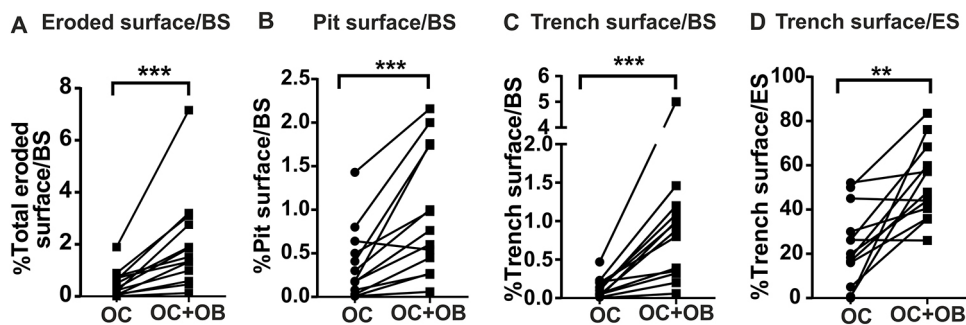 A Eroded surface/BS
***
%Total eroded
surface/BS
8
6
4
2
0
OC OC+OB
B Pit surface/BS
***
%Pit surface/BS
2.5
2.0
1.5
1.0
0.5
0.0
OC OC+OB
C Trench surface/BS
***
%Trench surface/BS
6
5
4
2.0
1.5
1.0
0.5
0.0
OC OC+OB
D Trench surface/ES
**
%Trench surface/ES
100
80
60
40
20
0
OC OC+OB